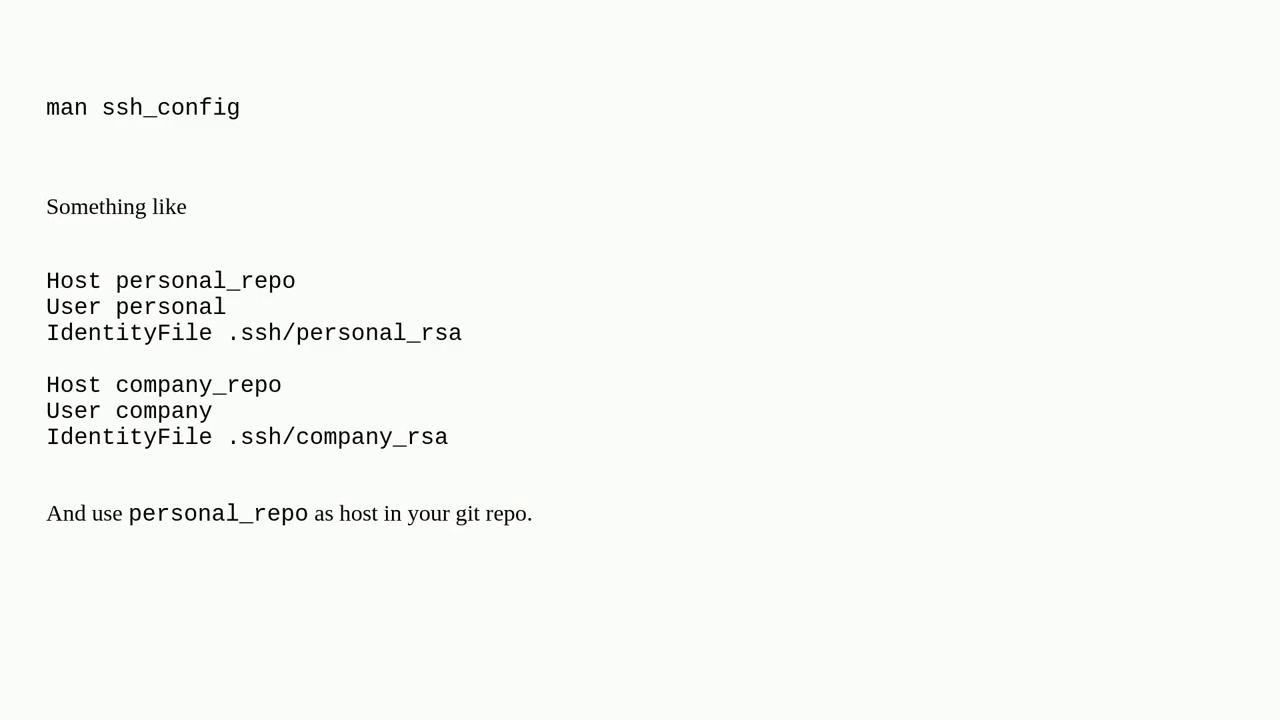 man ssh_config
Something like
Host personal_repo
User personal
IdentityFile .ssh/personal_rsa
Host company_repo
User company
IdentityFile .ssh/company_rsa
And use personal_repo as host in your git repo.